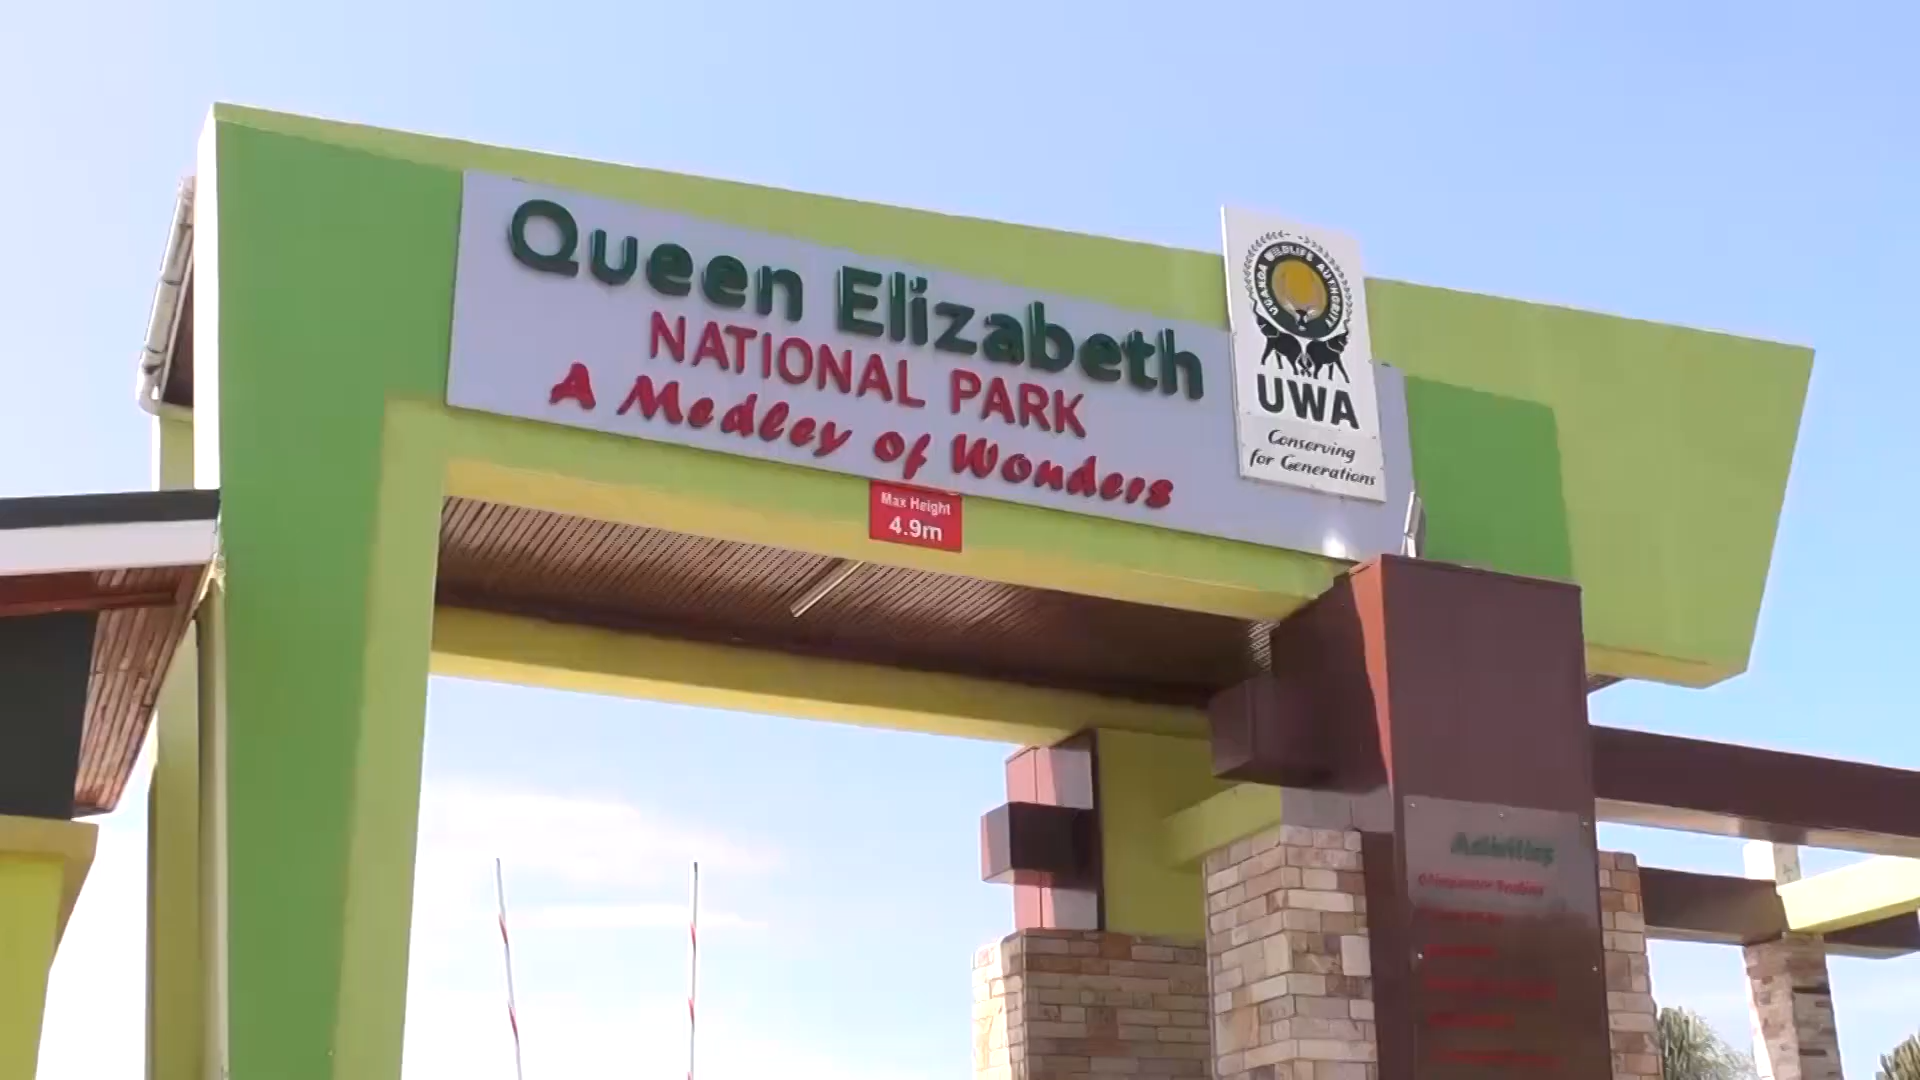 Queen Elizabeth
NATIONAL PARK
A Medley of Wonders
Max Height
4.9m
UGANDA WILDLIFE AUTHORITY
UWA
Conserving
for Generations
Activities